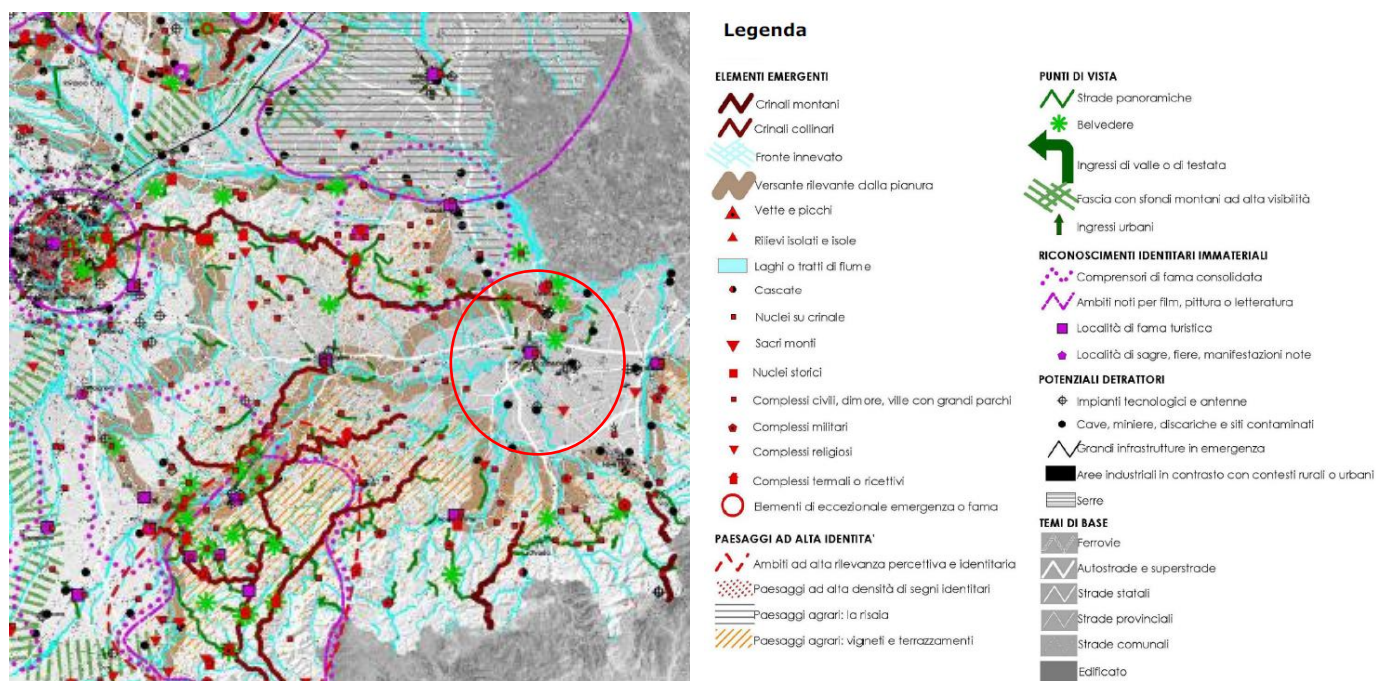 Legenda
ELEMENTI EMERGENTI
Crinali montani
Crinali collinari
Fronte innevato
Versante rilevante dalla pianura
Vette e picchi
Rilievi isolati e isole
Laghi o tratti di fiume
Cascate
Nuclei su crinale
Sacri monti
Nuclei storici
Complessi civili, dimore, ville con grandi parchi
Complessi militari
Complessi religiosi
Complessi termali o ricettivi
Elementi di eccezionale emergenza o fama
PAESAGGI AD ALTA IDENTITA'
Ambiti ad alta rilevanza percettiva e identitaria
Paesaggi ad alta densità di segni identitari
Paesaggi agrari: la risaia
Paesaggi agrari: vigneti e terrazzamenti
PUNTI DI VISTA
Strade panoramiche
Belvedere
Ingressi di valle o di testata
Fascia con sfondi montani ad alta visibilità
Ingressi urbani
RICONOSCIMENTI IDENTITARI IMMATERIALI
Comprensori di fama consolidata
Ambiti noti per film, pittura o letteratura
Località di fama turistica
Località di sagre, fiere, manifestazioni note
POTENZIALI DETRATTORI
Impianti tecnologici e antenne
Cave, miniere, discariche e siti contaminati
Grandi infrastrutture in emergenza
Aree industriali in contrasto con contesti rurali o urbani
Serre
TEMI DI BASE
Ferrovie
Autostrade e superstrade
Strade statali
Strade provinciali
Strade comunali
Edificato